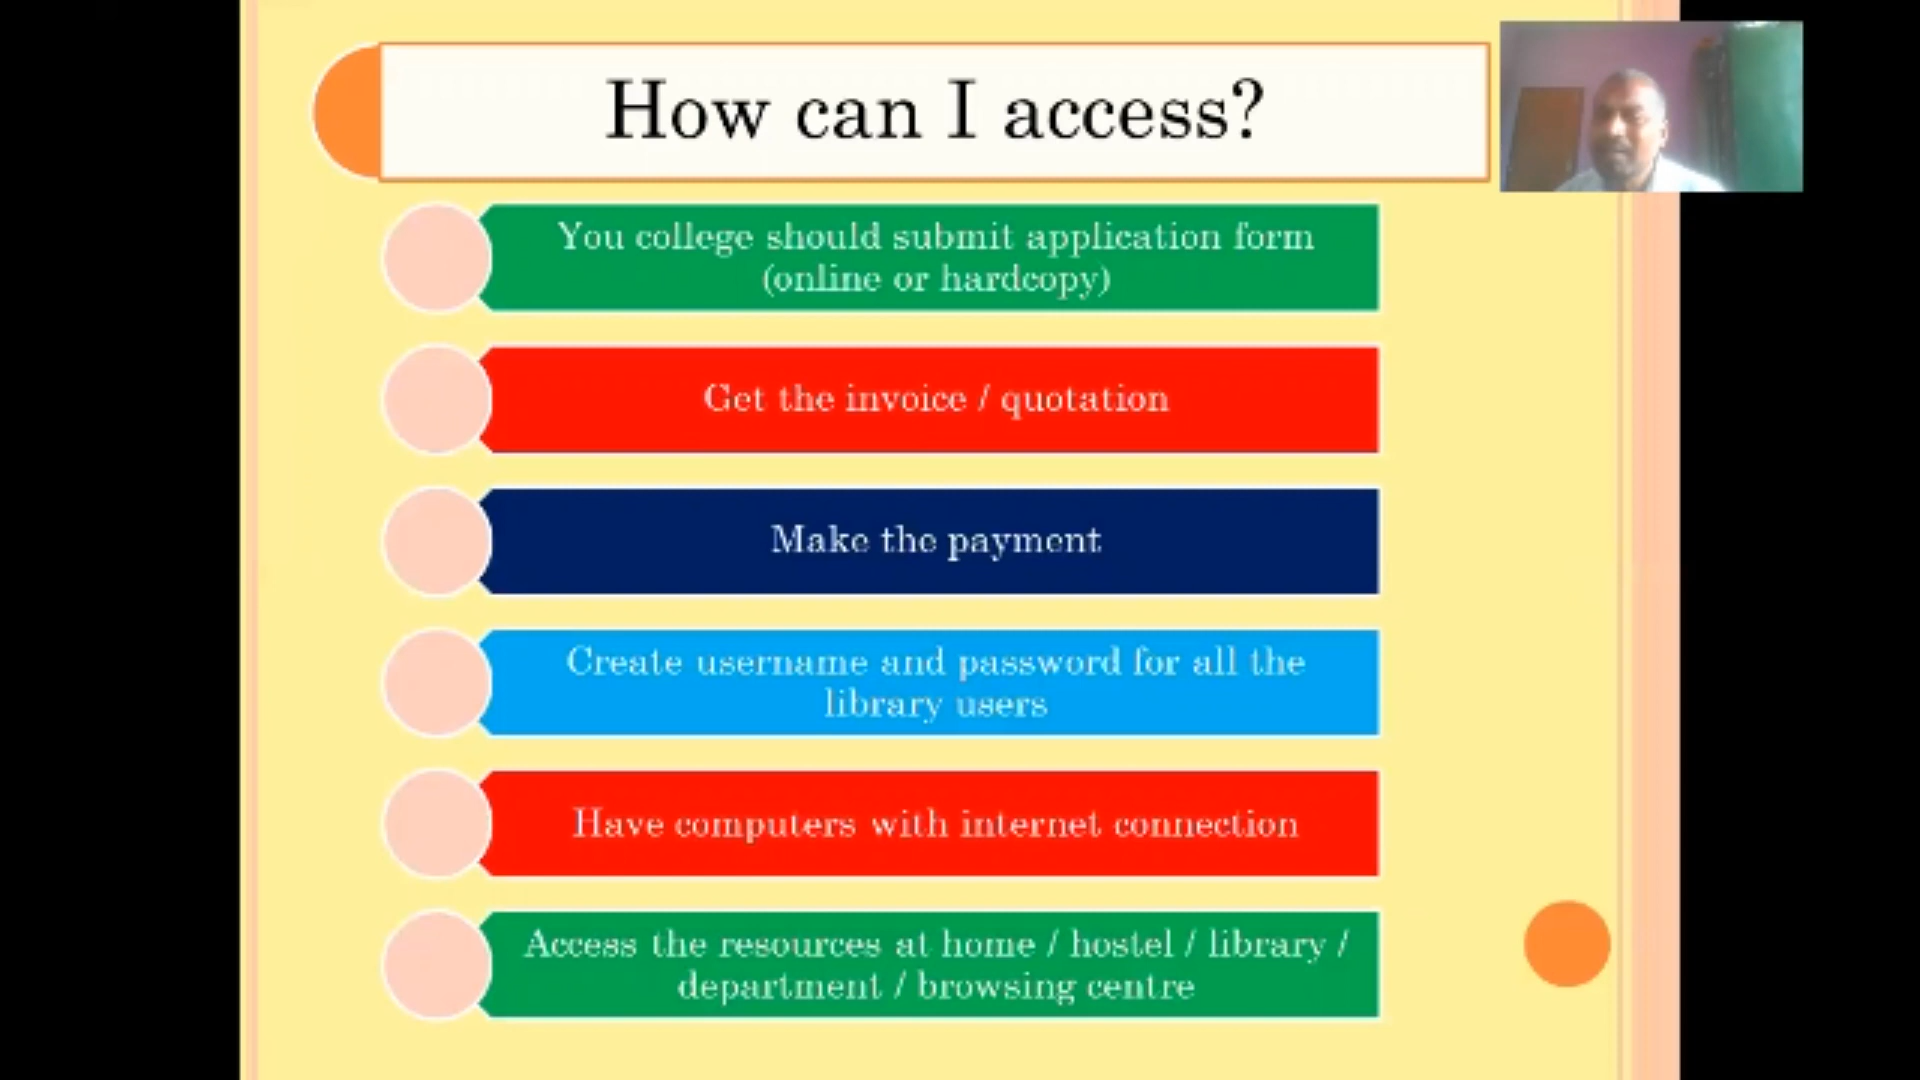 How can I access?
You college should submit application form
(online or hardcopy)
Get the invoice / quotation
Make the payment
Create username and password for all the
library users
Have computers with internet connection
Access the resources at home / hostel / library /
department / browsing centre